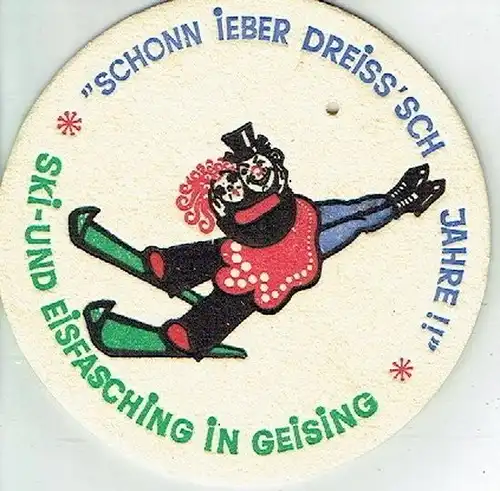 „SCHONN iEBER DREiSS'SCH JAHRE!!"
SKi-UND EiSFASCHiNG iN GEiSiNG